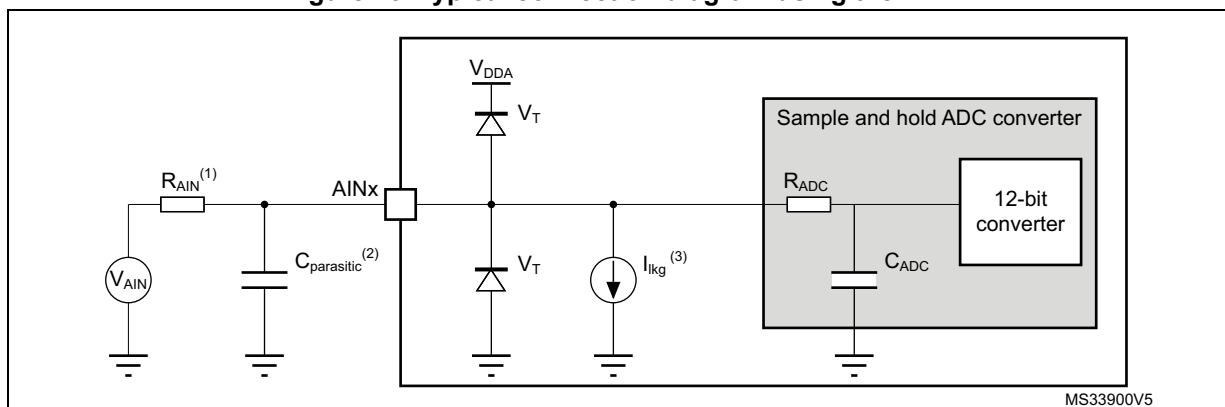 V_DDA
V_T
Sample and hold ADC converter
R_AIN^(1)
AINx
R_ADC
12-bit
converter
C_parasitic^(2)
V_T
I_lkg^(3)
C_ADC
V_AIN
MS33900V5